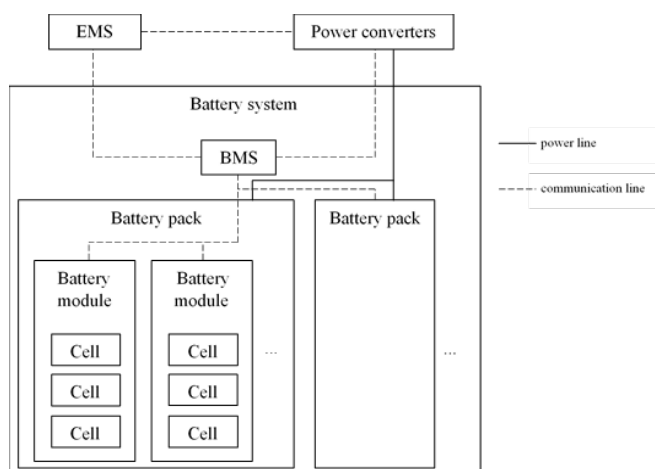 EMS
Power converters
Battery system
BMS
power line
communication line
Battery pack
Battery pack
Battery
module
Battery
module
Cell
Cell
...
...
Cell
Cell
Cell
Cell